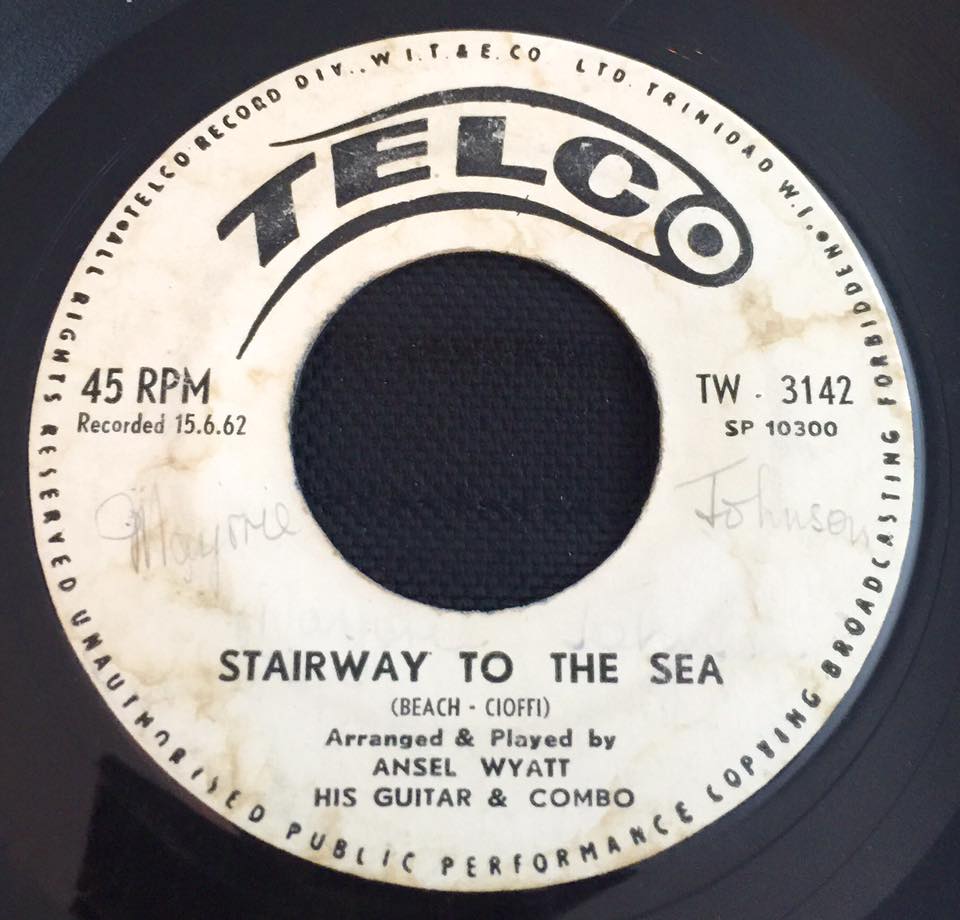 TELCO RECORD DIV., W I.T. & E. CO LTD. TRINIDAD W.I.
TELCO
45 RPM
Recorded 15.6.62
TW . 3142
SP 10300
Marjorie Johnson
STAIRWAY TO THE SEA
(BEACH - CIOFFI)
Arranged & Played by
ANSEL WYATT
HIS GUITAR & COMBO
ALL RIGHTS RESERVED UNAUTHORISED PUBLIC PERFORMANCE COPYING BROADCASTING FORBIDDEN